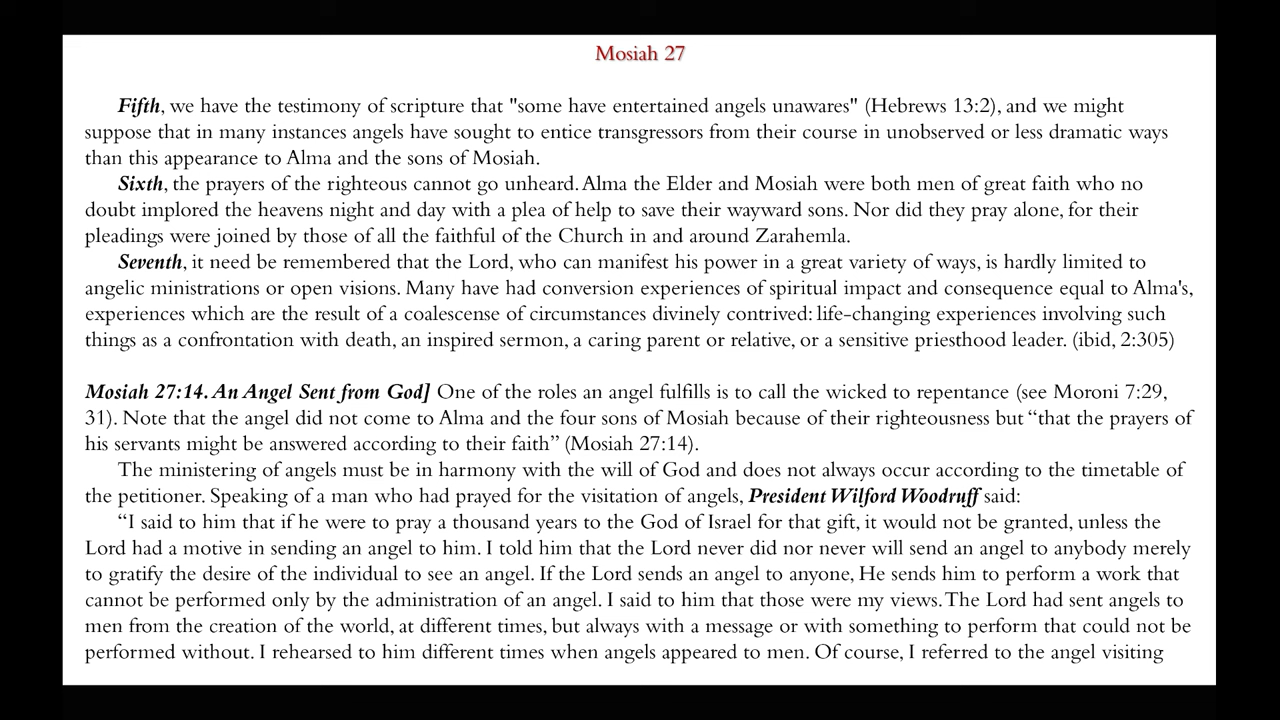 Mosiah 27
Fifth, we have the testimony of scripture that "some have entertained angels unawares" (Hebrews 13:2), and we might
suppose that in many instances angels have sought to entice transgressors from their course in unobserved or less dramatic ways
than this appearance to Alma and the sons of Mosiah.
Sixth, the prayers of the righteous cannot go unheard. Alma the Elder and Mosiah were both men of great faith who no
doubt implored the heavens night and day with a plea of help to save their wayward sons. Nor did they pray alone, for their
pleadings were joined by those of all the faithful of the Church in and around Zarahemla.
Seventh, it need be remembered that the Lord, who can manifest his power in a great variety of ways, is hardly limited to
angelic ministrations or open visions. Many have had conversion experiences of spiritual impact and consequence equal to Alma's,
experiences which are the result of a coalescense of circumstances divinely contrived: life-changing experiences involving such
things as a confrontation with death, an inspired sermon, a caring parent or relative, or a sensitive priesthood leader. (ibid, 2:305)
Mosiah 27:14. An Angel Sent from God] One of the roles an angel fulfills is to call the wicked to repentance (see Moroni 7:29,
31). Note that the angel did not come to Alma and the four sons of Mosiah because of their righteousness but “that the prayers of
his servants might be answered according to their faith” (Mosiah 27:14).
The ministering of angels must be in harmony with the will of God and does not always occur according to the timetable of
the petitioner. Speaking of a man who had prayed for the visitation of angels, President Wilford Woodruff said:
“I said to him that if he were to pray a thousand years to the God of Israel for that gift, it would not be granted, unless the
Lord had a motive in sending an angel to him. I told him that the Lord never did nor never will send an angel to anybody merely
to gratify the desire of the individual to see an angel. If the Lord sends an angel to anyone, He sends him to perform a work that
cannot be performed only by the administration of an angel. I said to him that those were my views. The Lord had sent angels to
men from the creation of the world, at different times, but always with a message or with something to perform that could not be
performed without. I rehearsed to him different times when angels appeared to men. Of course, I referred to the angel visiting